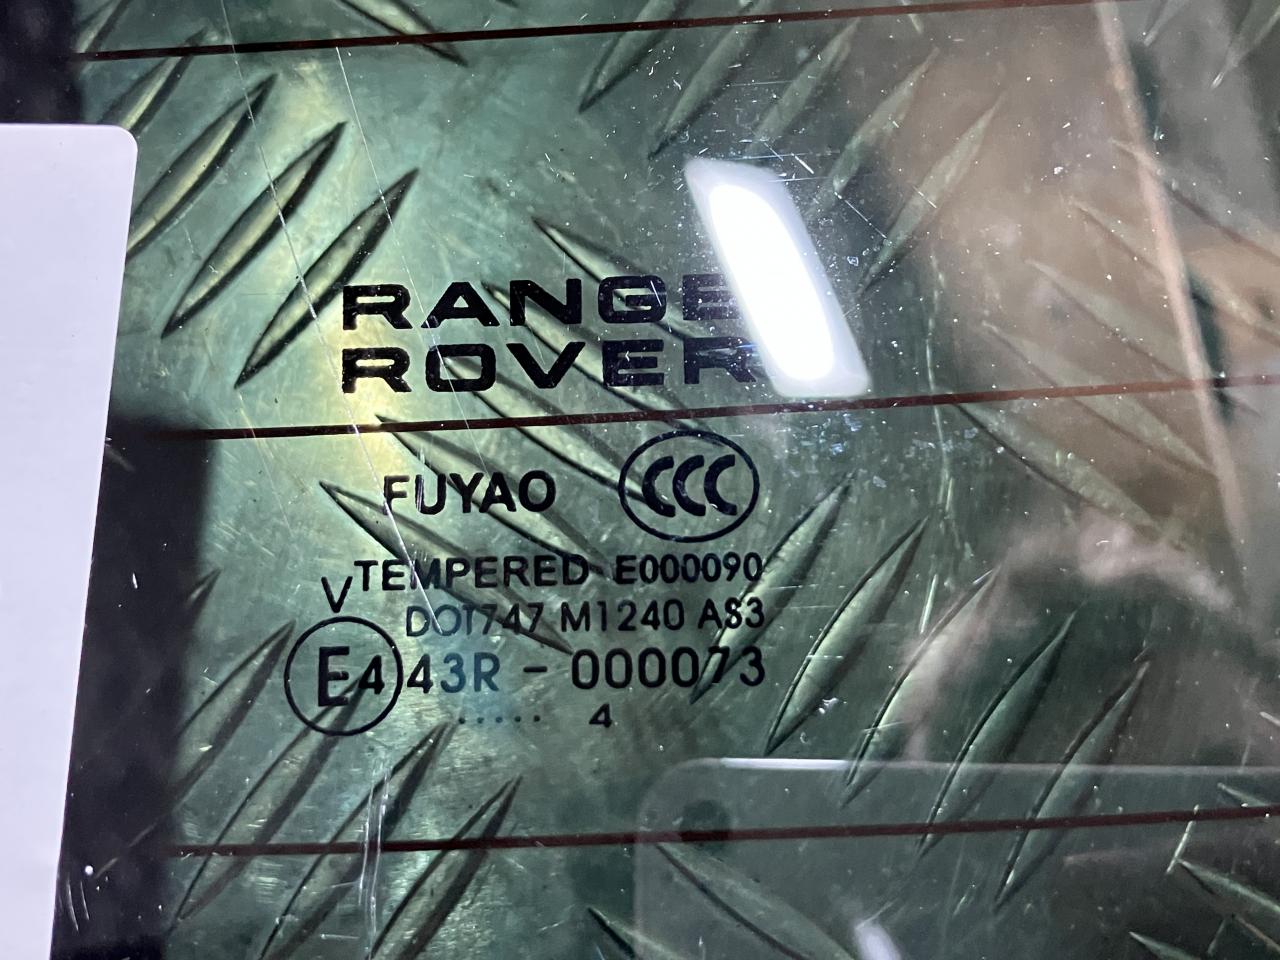 RANGE
ROVER
FUYAO CCC
TEMPERED E000090
V
DOT747 M1240 AS3
E4 43R - 000073
..... 4